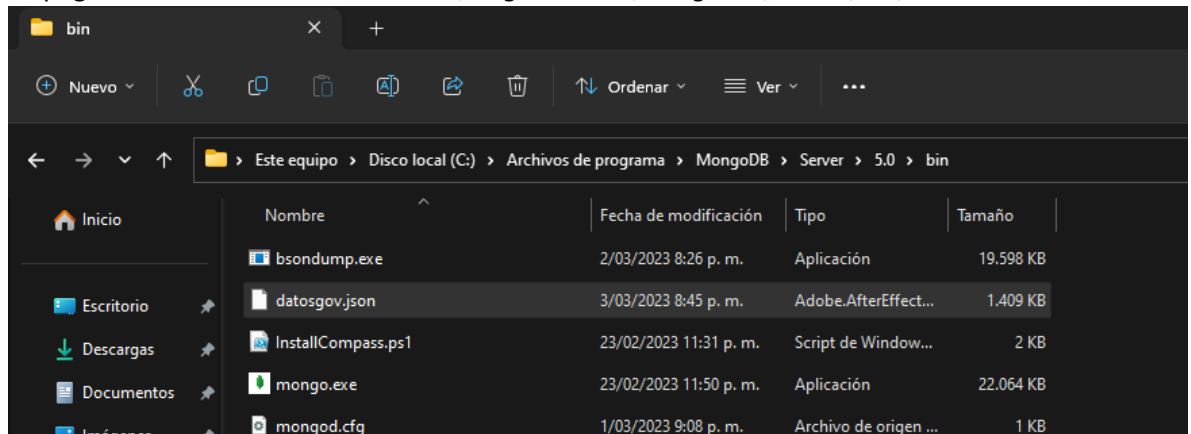 bin
Nuevo
Ordenar
Ver
Este equipo > Disco local (C:) > Archivos de programa > MongoDB > Server > 5.0 > bin
Inicio
Nombre
Fecha de modificación
Tipo
Tamaño
bsondump.exe 2/03/2023 8:26 p. m. Aplicación 19.598 KB
Escritorio
datosgov.json 3/03/2023 8:45 p. m. Adobe.AfterEffect... 1.409 KB
Descargas
InstallCompass.ps1 23/02/2023 11:31 p. m. Script de Window... 2 KB
Documentos
mongo.exe 23/02/2023 11:50 p. m. Aplicación 22.064 KB
mongod.cfg 1/03/2023 9:08 p. m. Archivo de origen ... 1 KB